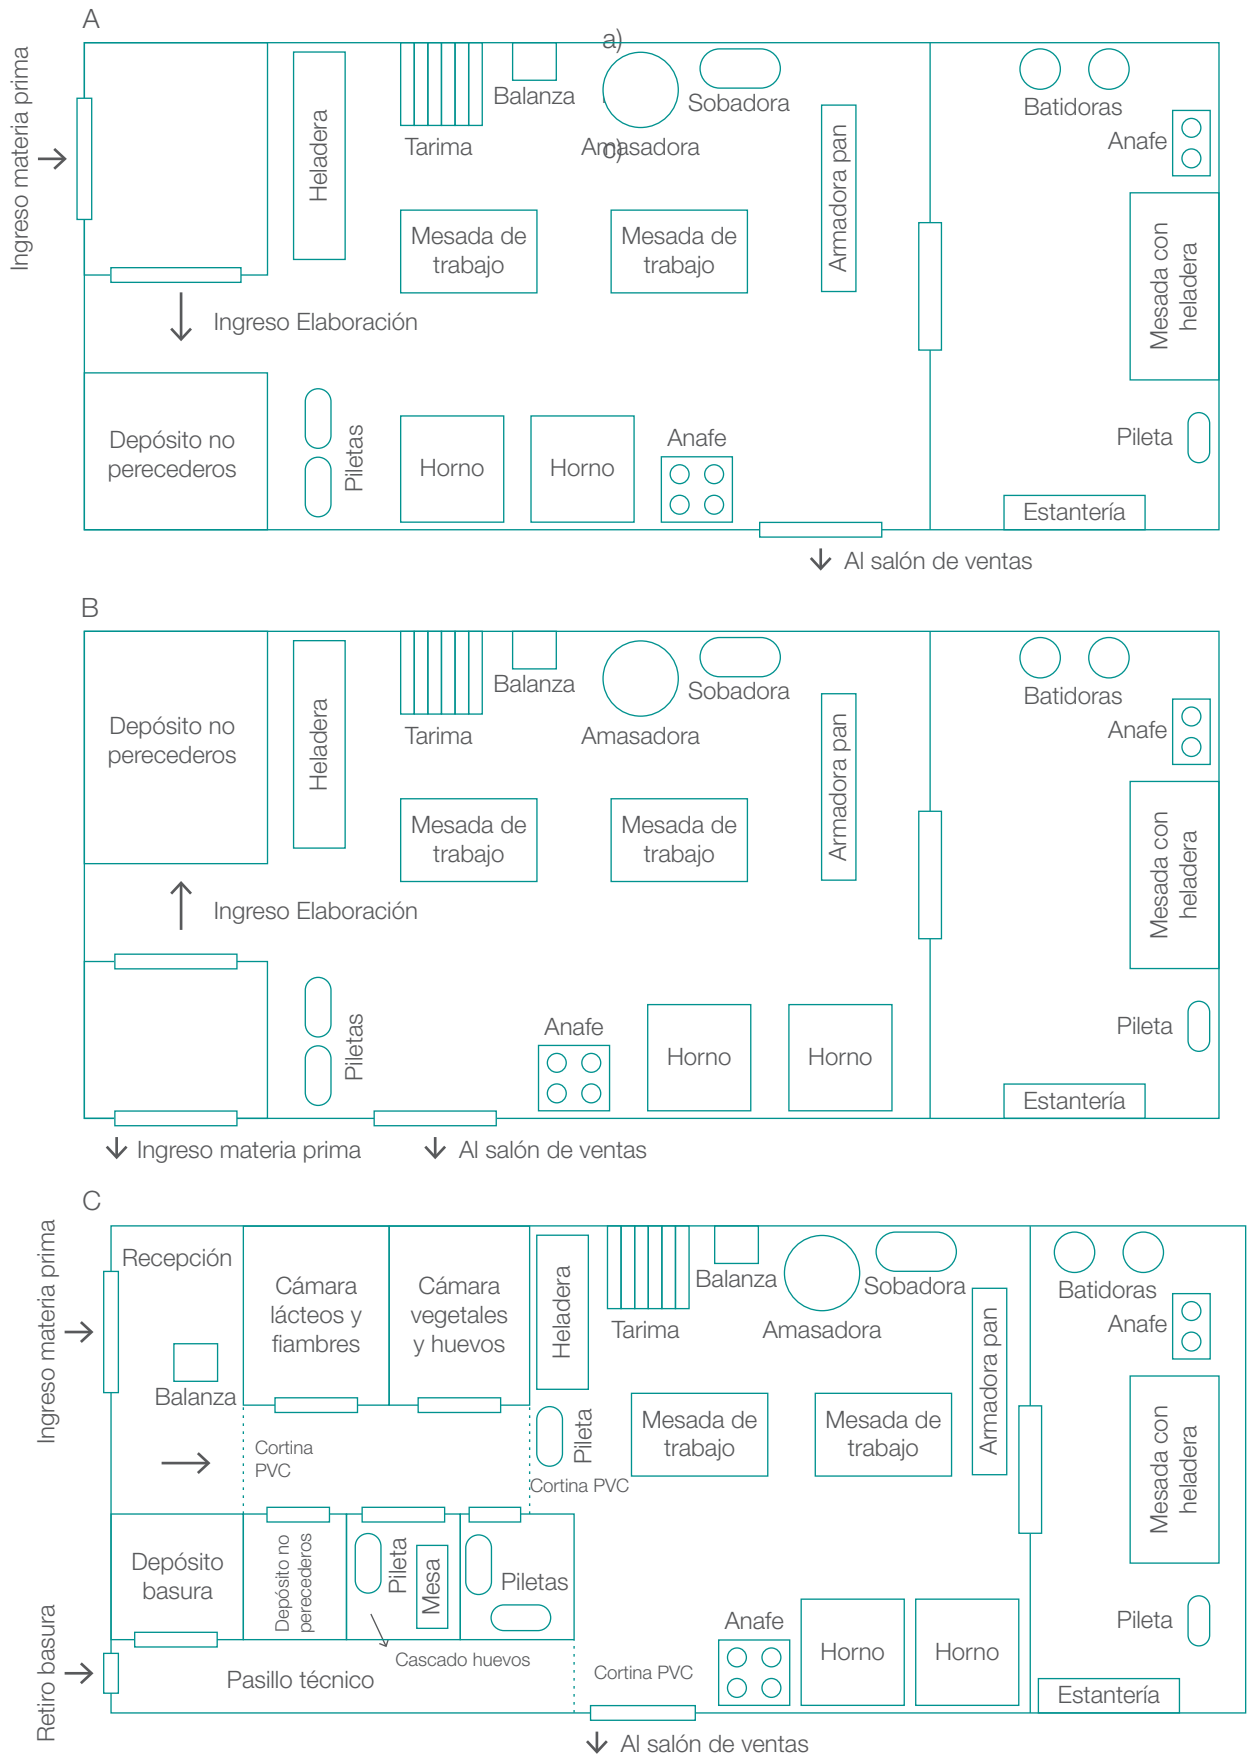 A
a)
Ingreso materia prima
Heladera
Tarima
Balanza
Amasadora
c)
Sobadora
Armadora pan
Batidoras
Anafe
Mesada de
trabajo
Mesada de
trabajo
Mesada con
heladera
Ingreso Elaboración
Depósito no
perecederos
Piletas
Horno
Horno
Anafe
Pileta
Estantería
Al salón de ventas
B
Depósito no
perecederos
Heladera
Tarima
Balanza
Amasadora
Sobadora
Armadora pan
Batidoras
Anafe
Mesada de
trabajo
Mesada de
trabajo
Mesada con
heladera
Ingreso Elaboración
Piletas
Anafe
Horno
Horno
Pileta
Estantería
Ingreso materia prima
Al salón de ventas
C
Ingreso materia prima
Recepción
Balanza
Cámara
lácteos y
fiambres
Cámara
vegetales
y huevos
Heladera
Tarima
Balanza
Amasadora
Sobadora
Armadora pan
Batidoras
Anafe
Mesada de
trabajo
Mesada de
trabajo
Mesada con
heladera
Cortina
PVC
Pileta
Cortina PVC
Depósito
basura
Depósito no
perecederos
Pileta
Mesa
Piletas
Cascado huevos
Retiro basura
Pasillo técnico
Cortina PVC
Anafe
Horno
Horno
Pileta
Estantería
Al salón de ventas